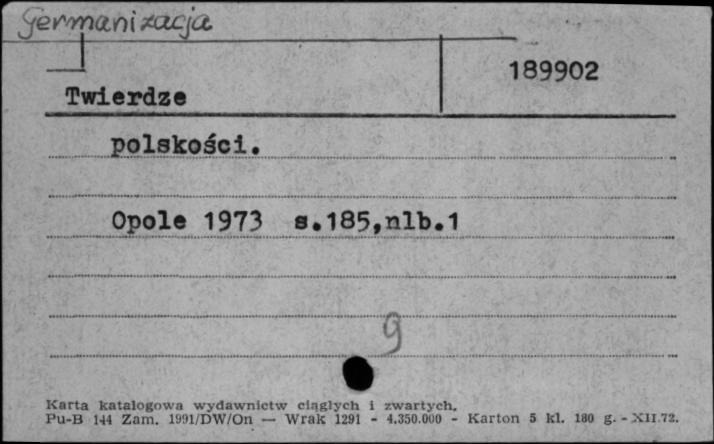 Germanizacja
189902
Twierdze
polskości.
Opole 1973 s.185,nlb.1
9
Karta katalogowa wydawnictw ciągłych i zwartych.
Pu-B 144 Zam. 1991/DW/On — Wrak 1291 - 4.350.000 - Karton 5 kl. 180 g. - XII.72.